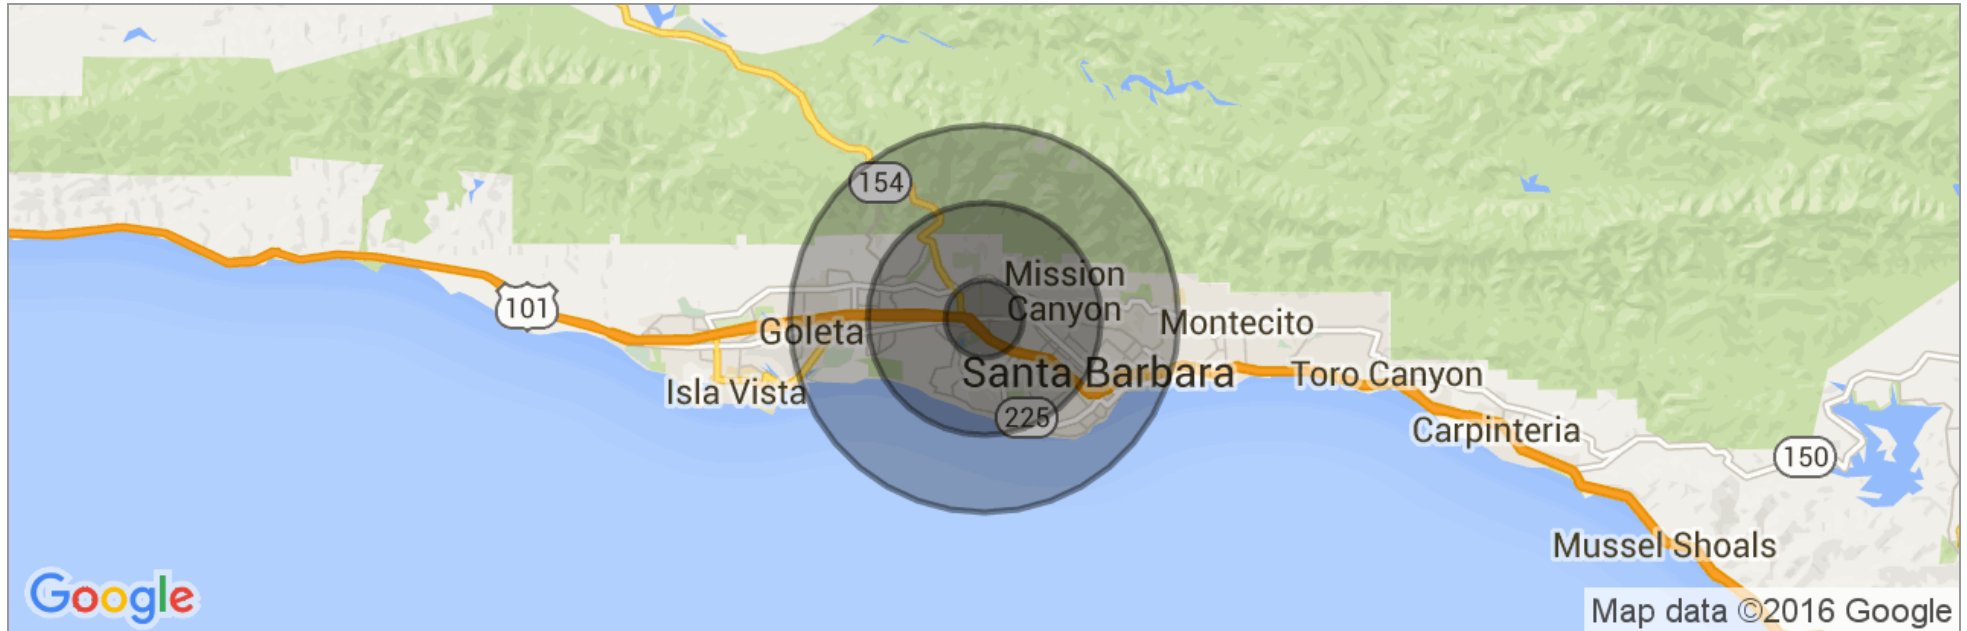 154
Mission
Canyon
101
Goleta
Montecito
Isla Vista
Santa Barbara
Toro Canyon
225
Carpinteria
150
Mussel Shoals
Google
Map data ©2016 Google